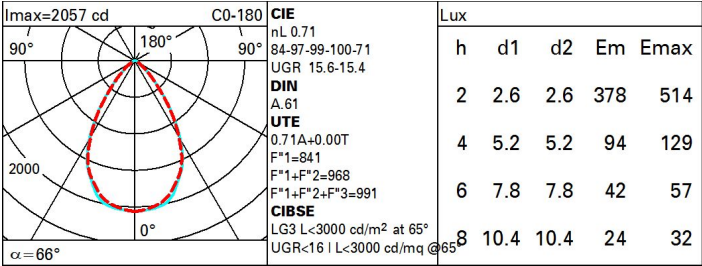 Imax=2057 cd C0-180
90° 180° 90°
2000
0°
α=66°
CIE
nL 0.71
84-97-99-100-71
UGR 15.6-15.4
DIN
A.61
UTE
0.71A+0.00T
F"1=841
F"1+F"2=968
F"1+F"2+F"3=991
CIBSE
LG3 L<3000 cd/m² at 65°
UGR<16 | L<3000 cd/mq @65°
Lux
h d1 d2 Em Emax
2 2.6 2.6 378 514
4 5.2 5.2 94 129
6 7.8 7.8 42 57
8 10.4 10.4 24 32